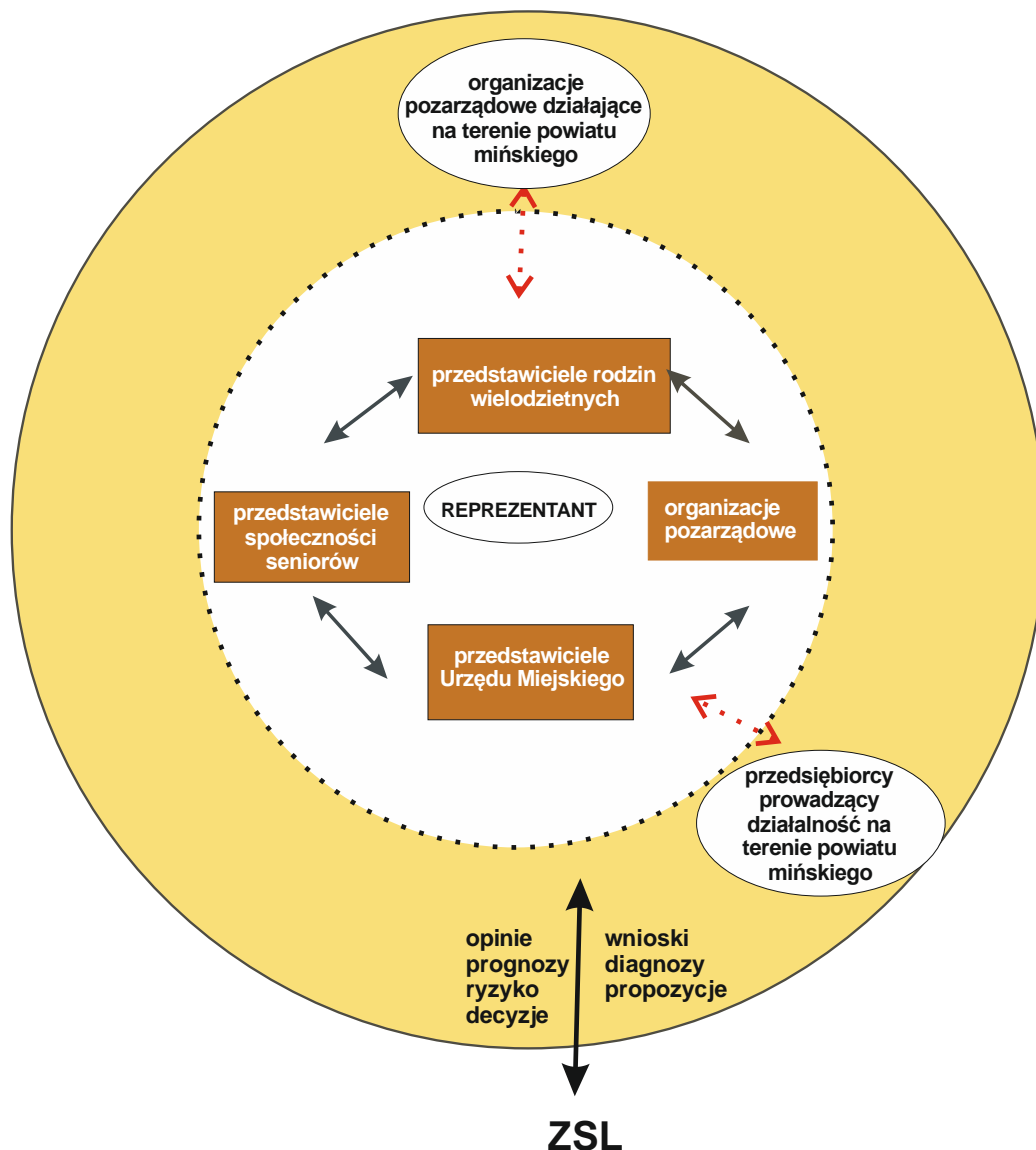 organizacje
pozarządowe działające
na terenie powiatu
mińskiego
przedstawiciele rodzin
wielodzietnych
przedstawiciele
społeczności
seniorów
REPREZENTANT
organizacje
pozarządowe
przedstawiciele
Urzędu Miejskiego
przedsiębiorcy
prowadzący
działalność na
terenie powiatu
mińskiego
opinie
prognozy
ryzyko
decyzje
wnioski
diagnozy
propozycje
ZSL